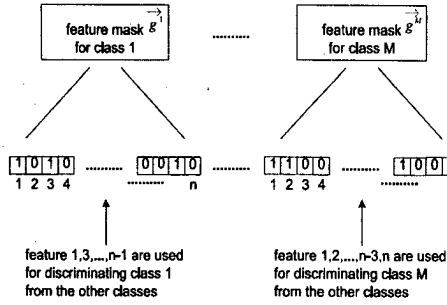 feature mask g⃗¹
for class 1
feature mask g⃗ᴹ
for class M
1 0 1 0 ........ 0 0 1 0
........
1 1 0 0 ........ 1 0 0
1 2 3 4 ........ n
1 2 3 4 ........
feature 1,3,...,n-1 are used
for discriminating class 1
from the other classes
feature 1,2,...,n-3,n are used
for discriminating class M
from the other classes